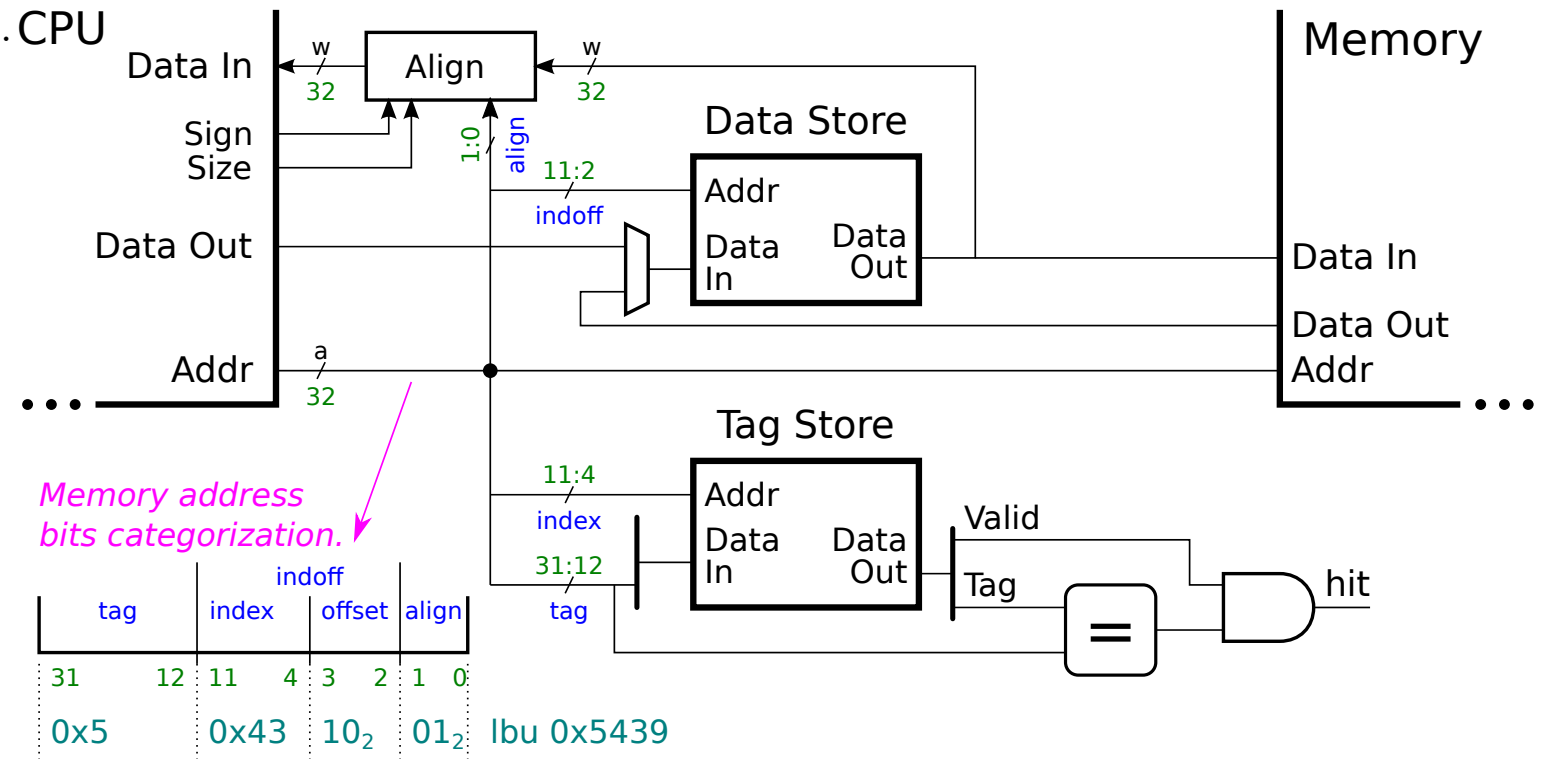 . CPU
Memory
w
w
Data In
Align
32
32
Sign
Size
1:0
align
Data Store
11:2
indoff
Addr
Data Out
Data
In
Data
Out
Data In
Data Out
a
Addr
32
Addr
Tag Store
Memory address
bits categorization.
11:4
index
Addr
Data
In
Data
Out
Valid
31:12
tag
Tag
=
hit
indoff
tag
index
offset
align
31 12 11 4 3 2 1 0
0x5 0x43 10₂ 01₂ lbu 0x5439